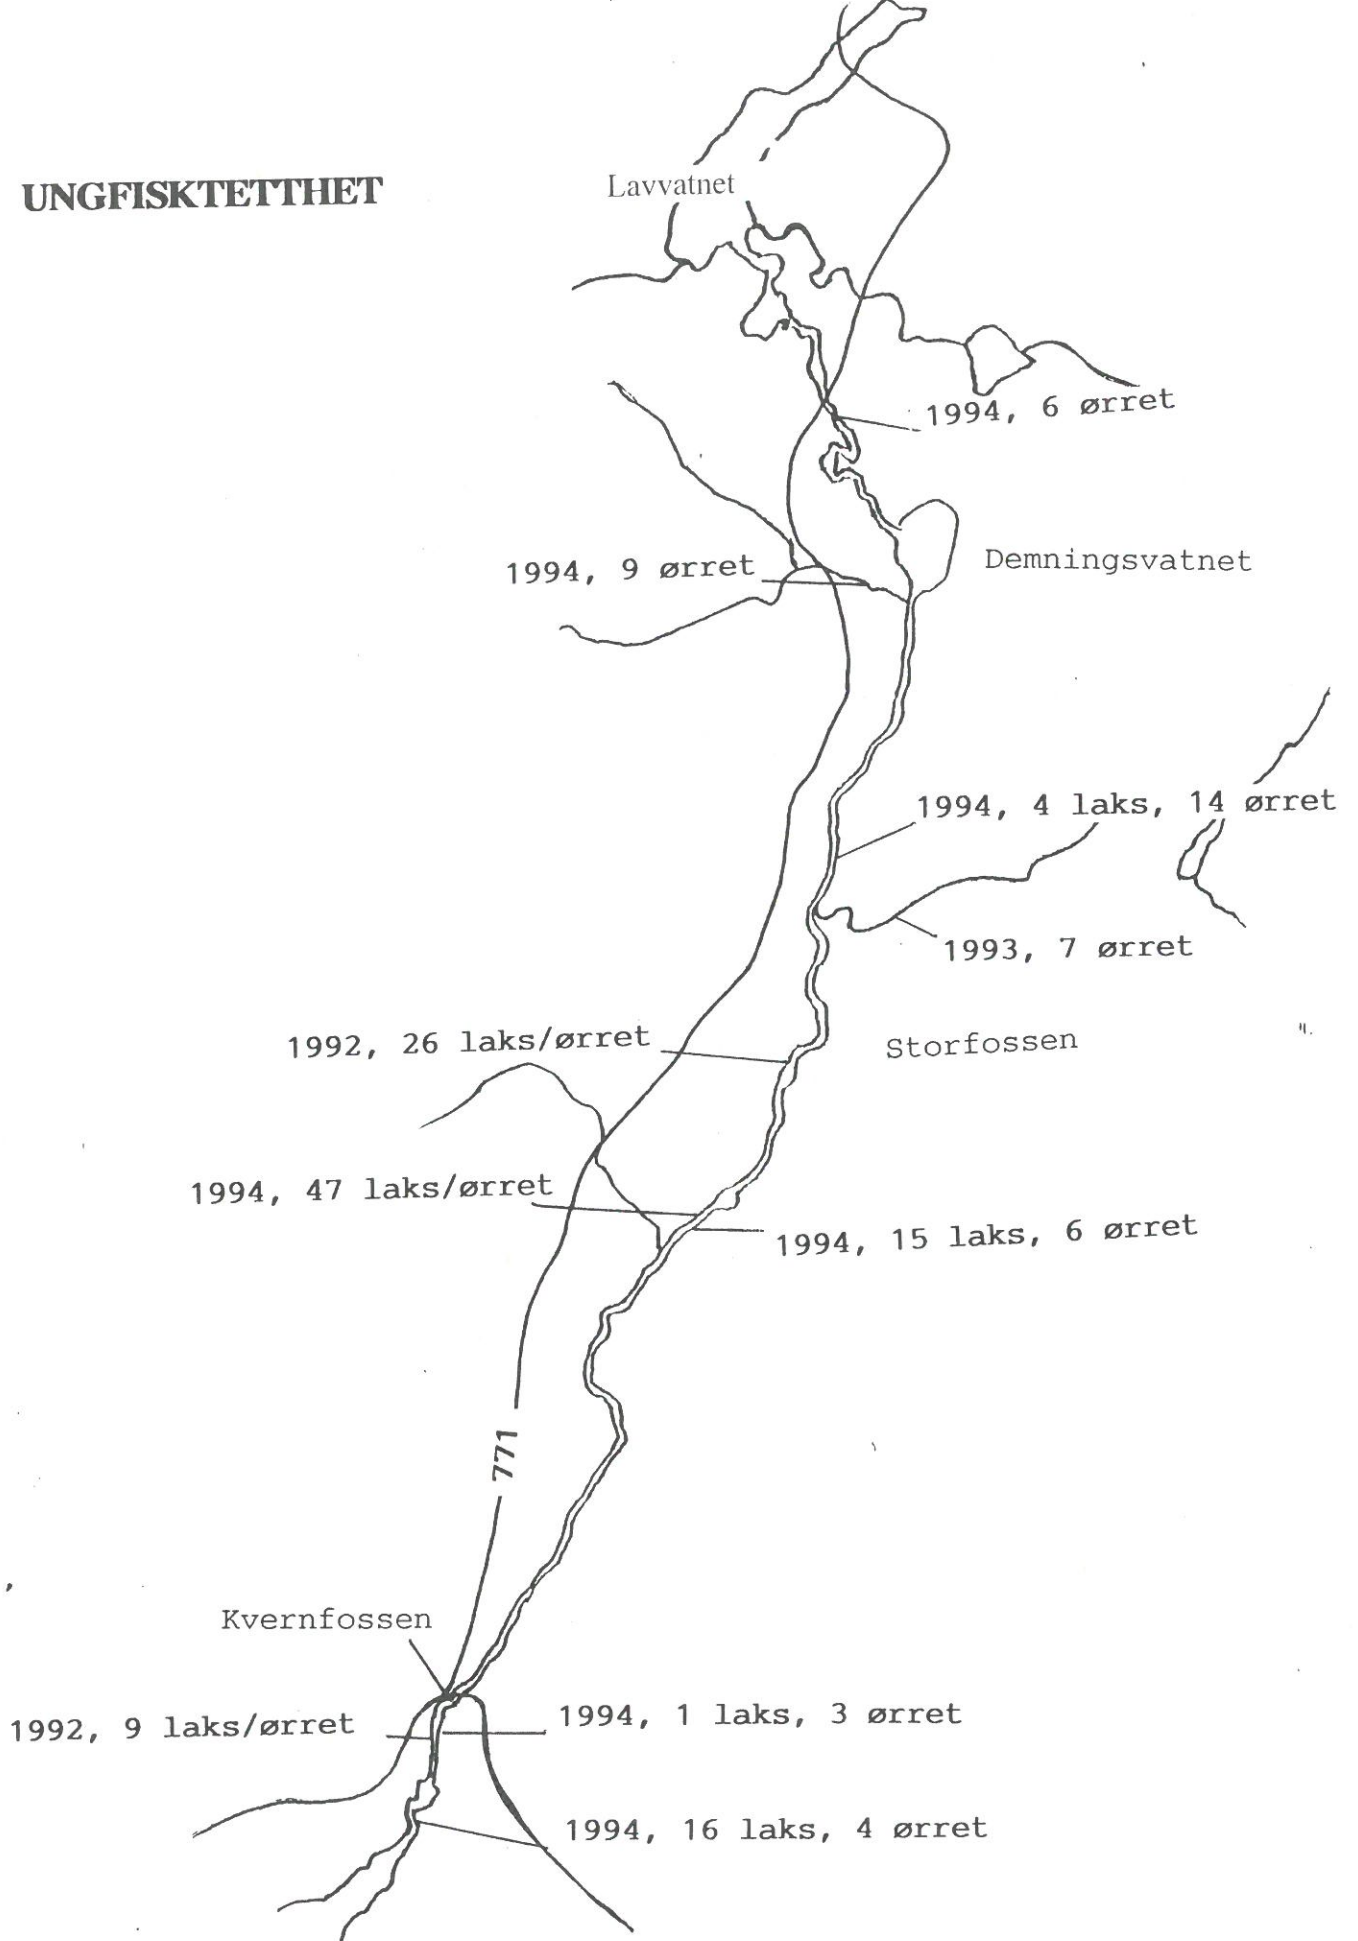 UNGFISKTETTHET
Lavvatnet
1994, 6 ørret
Demningsvatnet
1994, 9 ørret
1994, 4 laks, 14 ørret
1993, 7 ørret
1992, 26 laks/ørret
Storfossen
1994, 47 laks/ørret
1994, 15 laks, 6 ørret
771
Kvernfossen
1992, 9 laks/ørret
1994, 1 laks, 3 ørret
1994, 16 laks, 4 ørret